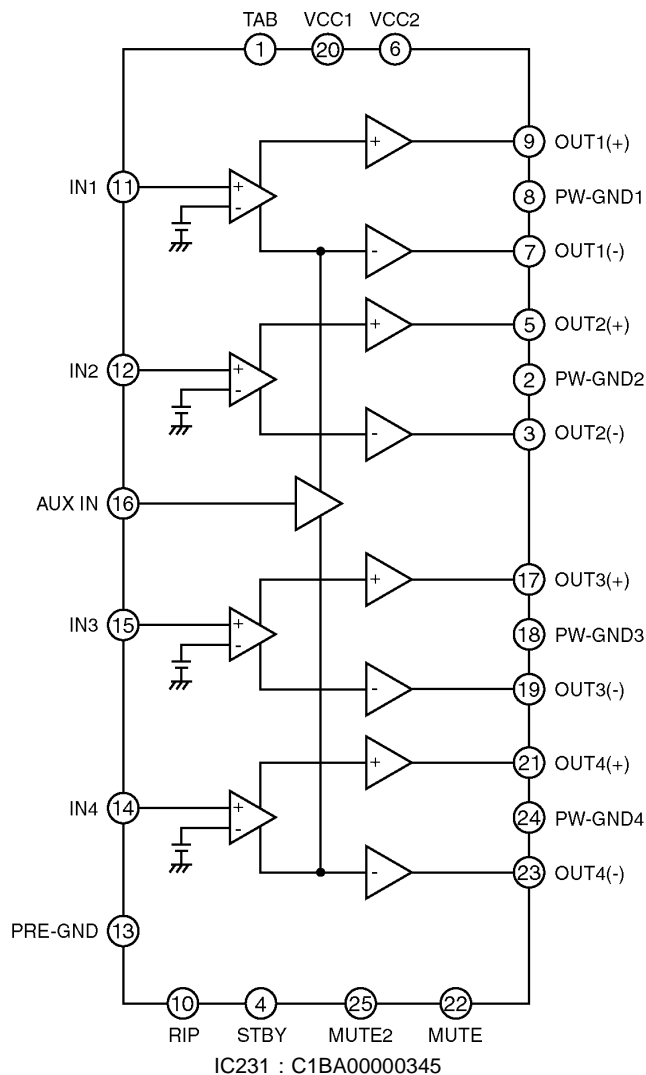 TAB VCC1 VCC2
1 20 6
+ 9 OUT1(+)
IN1 11 + -
8 PW-GND1
- 7 OUT1(-)
+ 5 OUT2(+)
IN2 12 + -
2 PW-GND2
- 3 OUT2(-)
AUX IN 16
+ 17 OUT3(+)
IN3 15 + -
18 PW-GND3
- 19 OUT3(-)
+ 21 OUT4(+)
IN4 14 + -
24 PW-GND4
- 23 OUT4(-)
PRE-GND 13
10 4 25 22
RIP STBY MUTE2 MUTE
IC231 : C1BA00000345